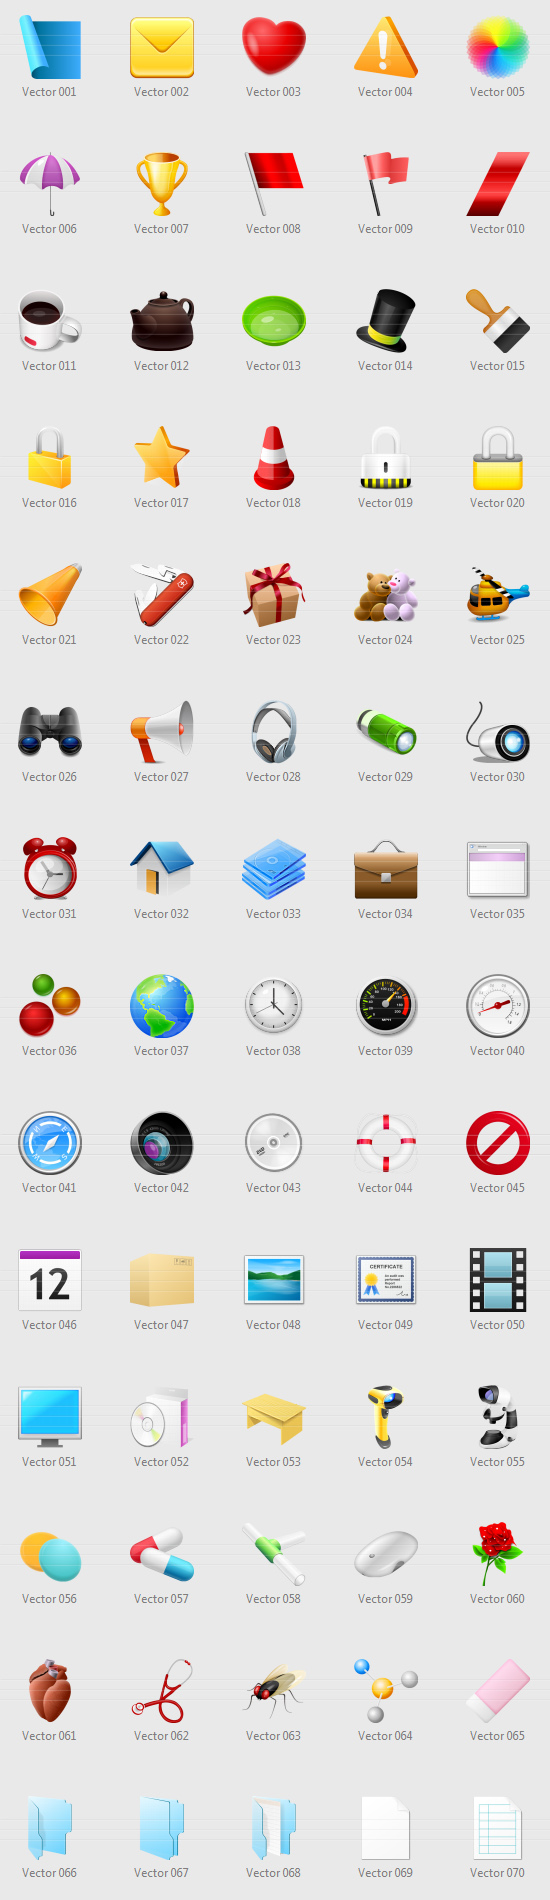 Vector 001 Vector 002 Vector 003 Vector 004 Vector 005
Vector 006 Vector 007 Vector 008 Vector 009 Vector 010
Vector 011 Vector 012 Vector 013 Vector 014 Vector 015
Vector 016 Vector 017 Vector 018 Vector 019 Vector 020
Vector 021 Vector 022 Vector 023 Vector 024 Vector 025
Vector 026 Vector 027 Vector 028 Vector 029 Vector 030
Vector 031 Vector 032 Vector 033 Vector 034 Vector 035
MPH
Vector 036 Vector 037 Vector 038 Vector 039 Vector 040
Vector 041 Vector 042 Vector 043 Vector 044 Vector 045
12
CERTIFICATE
Vector 046 Vector 047 Vector 048 Vector 049 Vector 050
Vector 051 Vector 052 Vector 053 Vector 054 Vector 055
Vector 056 Vector 057 Vector 058 Vector 059 Vector 060
Vector 061 Vector 062 Vector 063 Vector 064 Vector 065
Vector 066 Vector 067 Vector 068 Vector 069 Vector 070